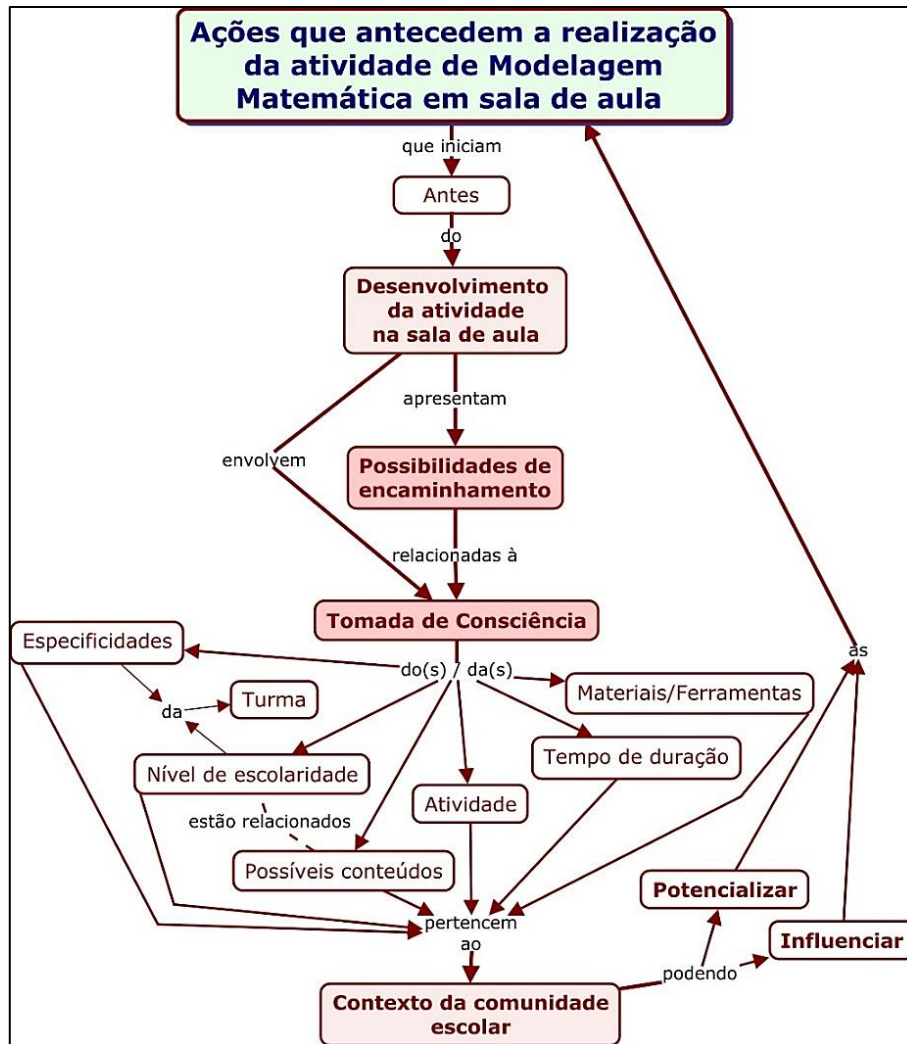 Ações que antecedem a realização
da atividade de Modelagem
Matemática em sala de aula
que iniciam
Antes
do
Desenvolvimento
da atividade
na sala de aula
apresentam
envolvem
Possibilidades de
encaminhamento
relacionadas à
Tomada de Consciência
Especificidades
do(s) / da(s)
as
da
Turma
Materiais/Ferramentas
Nível de escolaridade
Tempo de duração
Atividade
estão relacionados
Possíveis conteúdos
Potencializar
pertencem
ao
Influenciar
podendo
Contexto da comunidade
escolar